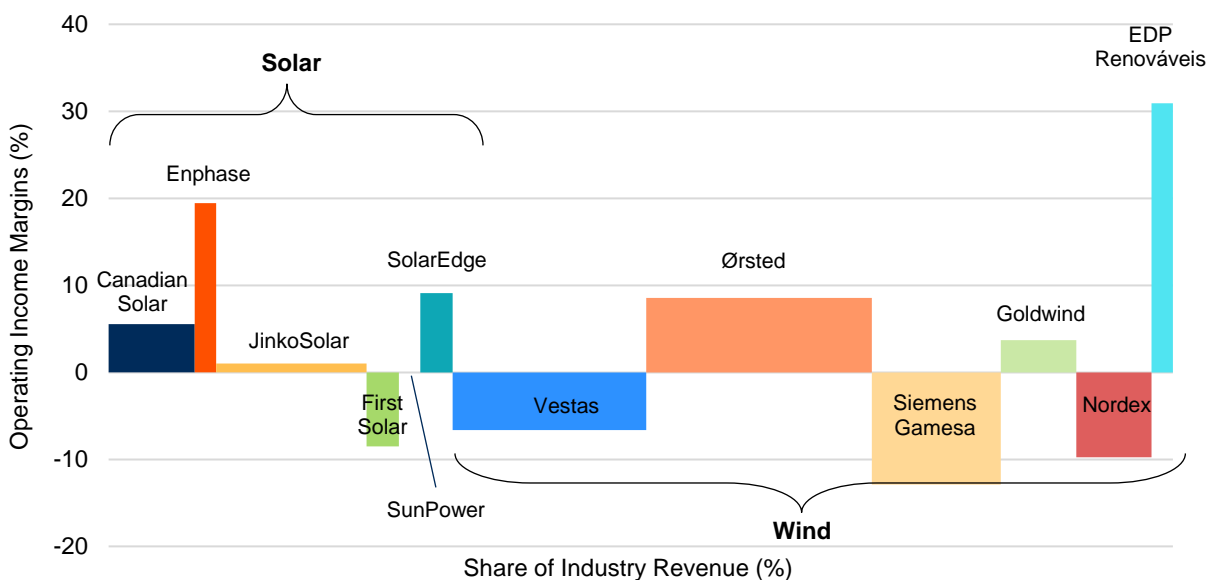 40
EDP
Renováveis
Solar
30
Enphase
20
SolarEdge
Ørsted
Canadian
Solar
10
Goldwind
JinkoSolar
0
First
Solar
Vestas
Siemens
Gamesa
Nordex
-10
SunPower
Wind
-20
Operating Income Margins (%)
Share of Industry Revenue (%)